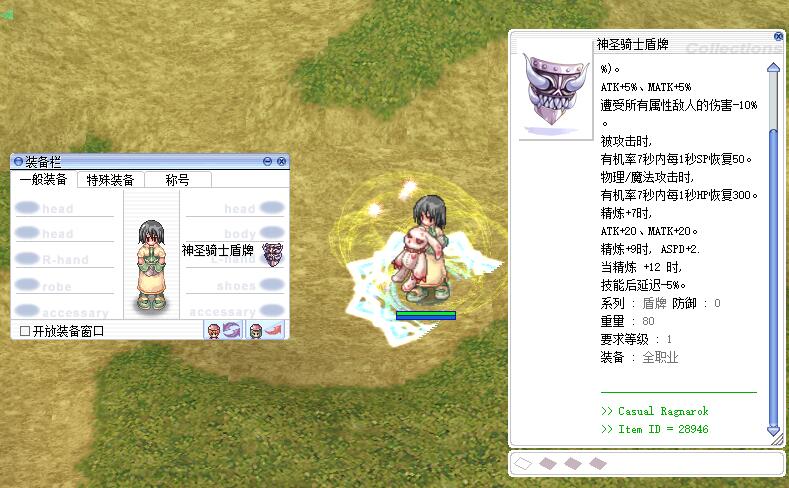 神圣骑士盾牌
Collections
%)。
ATK+5%、MATK+5%
遭受所有属性敌人的伤害-10%
。
被攻击时,
有机率7秒内每1秒SP恢复50。
物理/魔法攻击时,
有机率7秒内每1秒HP恢复300。
精炼+7时,
ATK+20、MATK+20。
精炼+9时, ASPD+2.
当精炼 +12 时,
技能后延迟-5%。
系列 : 盾牌 防御 : 0
重量 : 80
要求等级 : 1
装备 : 全职业
>> Casual Ragnarok
>> Item ID = 28946
装备栏
一般装备 特殊装备 称号
head head
head body
R-hand 神圣骑士盾牌 L-hand
robe shoes
accessary accessary
开放装备窗口